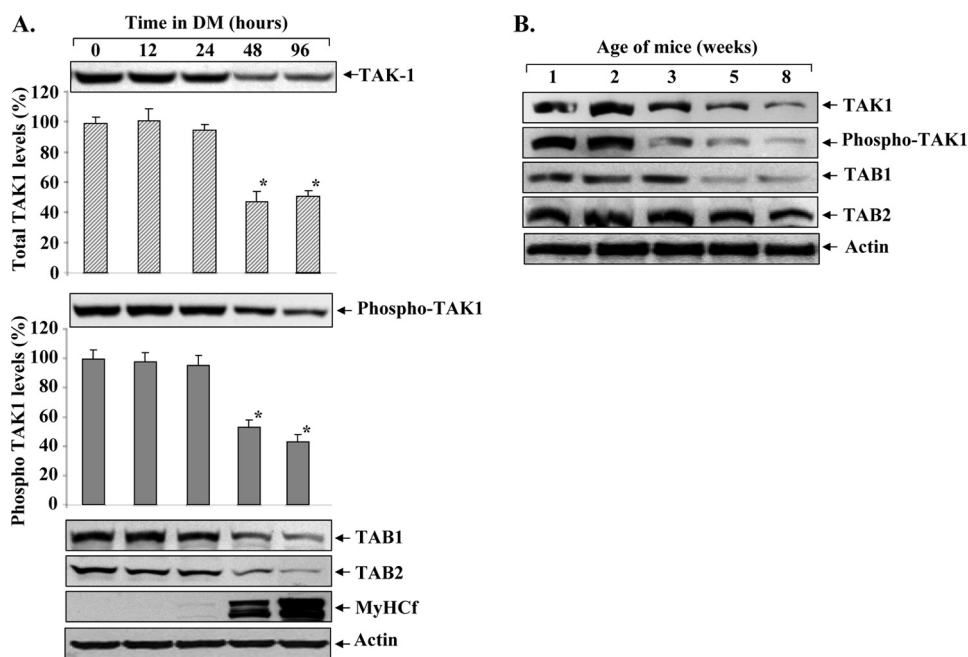 A.
Time in DM (hours)
0 12 24 48 96
TAK-1
Total TAK1 levels (%)
120
100
80
60
40
20
0
* *
Phospho-TAK1
Phospho TAK1 levels (%)
120
100
80
60
40
20
0
* *
TAB1
TAB2
MyHCf
Actin
B.
Age of mice (weeks)
1 2 3 5 8
TAK1
Phospho-TAK1
TAB1
TAB2
Actin